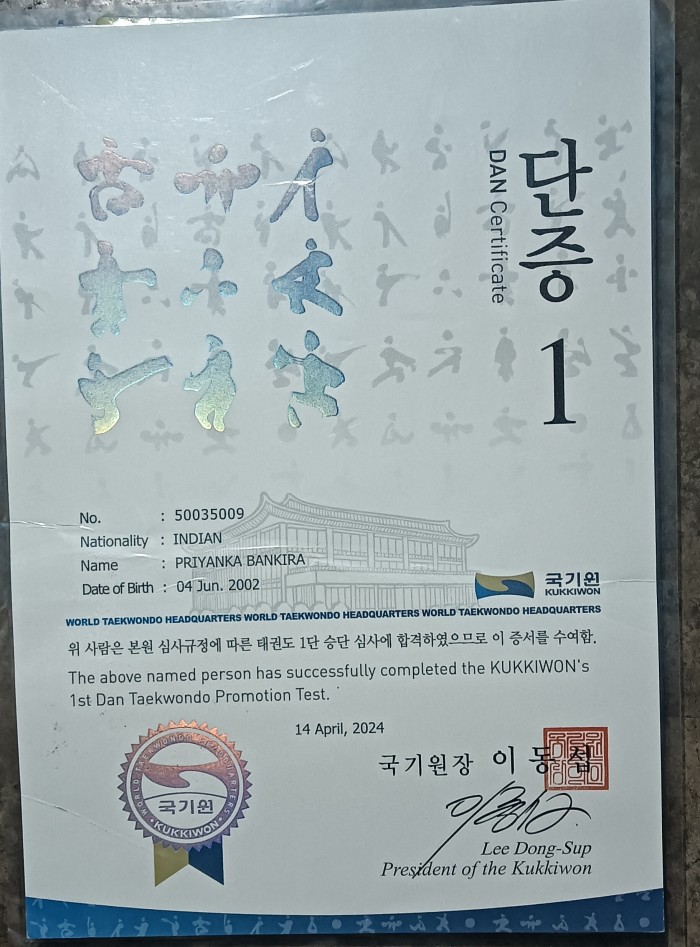 단증
DAN Certificate
1
No. : 50035009
Nationality : INDIAN
Name : PRIYANKA BANKIRA
Date of Birth : 04 Jun. 2002
국기원
KUKKIWON
WORLD TAEKWONDO HEADQUARTERS WORLD TAEKWONDO HEADQUARTERS WORLD TAEKWONDO HEADQUARTERS
위 사람은 본원 심사규정에 따른 태권도 1단 승단 심사에 합격하였으므로 이 증서를 수여함.
The above named person has successfully completed the KUKKIWON's
1st Dan Taekwondo Promotion Test.
14 April, 2024
국기원장 이동섭
Lee Dong-Sup
President of the Kukkiwon
WORLD TAEKWONDO HEADQUARTERS
국기원
KUKKIWON